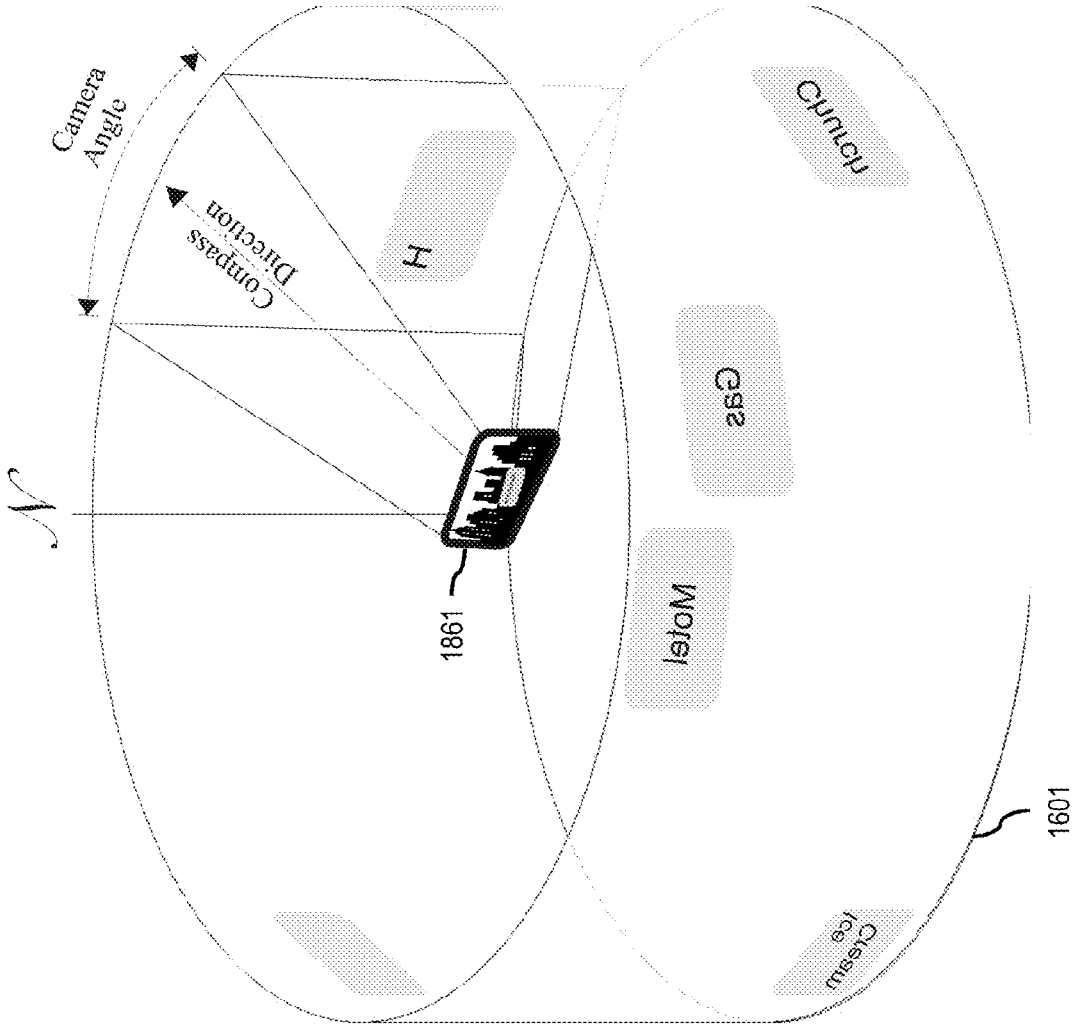 N
Camera
Angle
Compass
Direction
H
Church
Gas
1861
Motel
Ice
Cream
1601